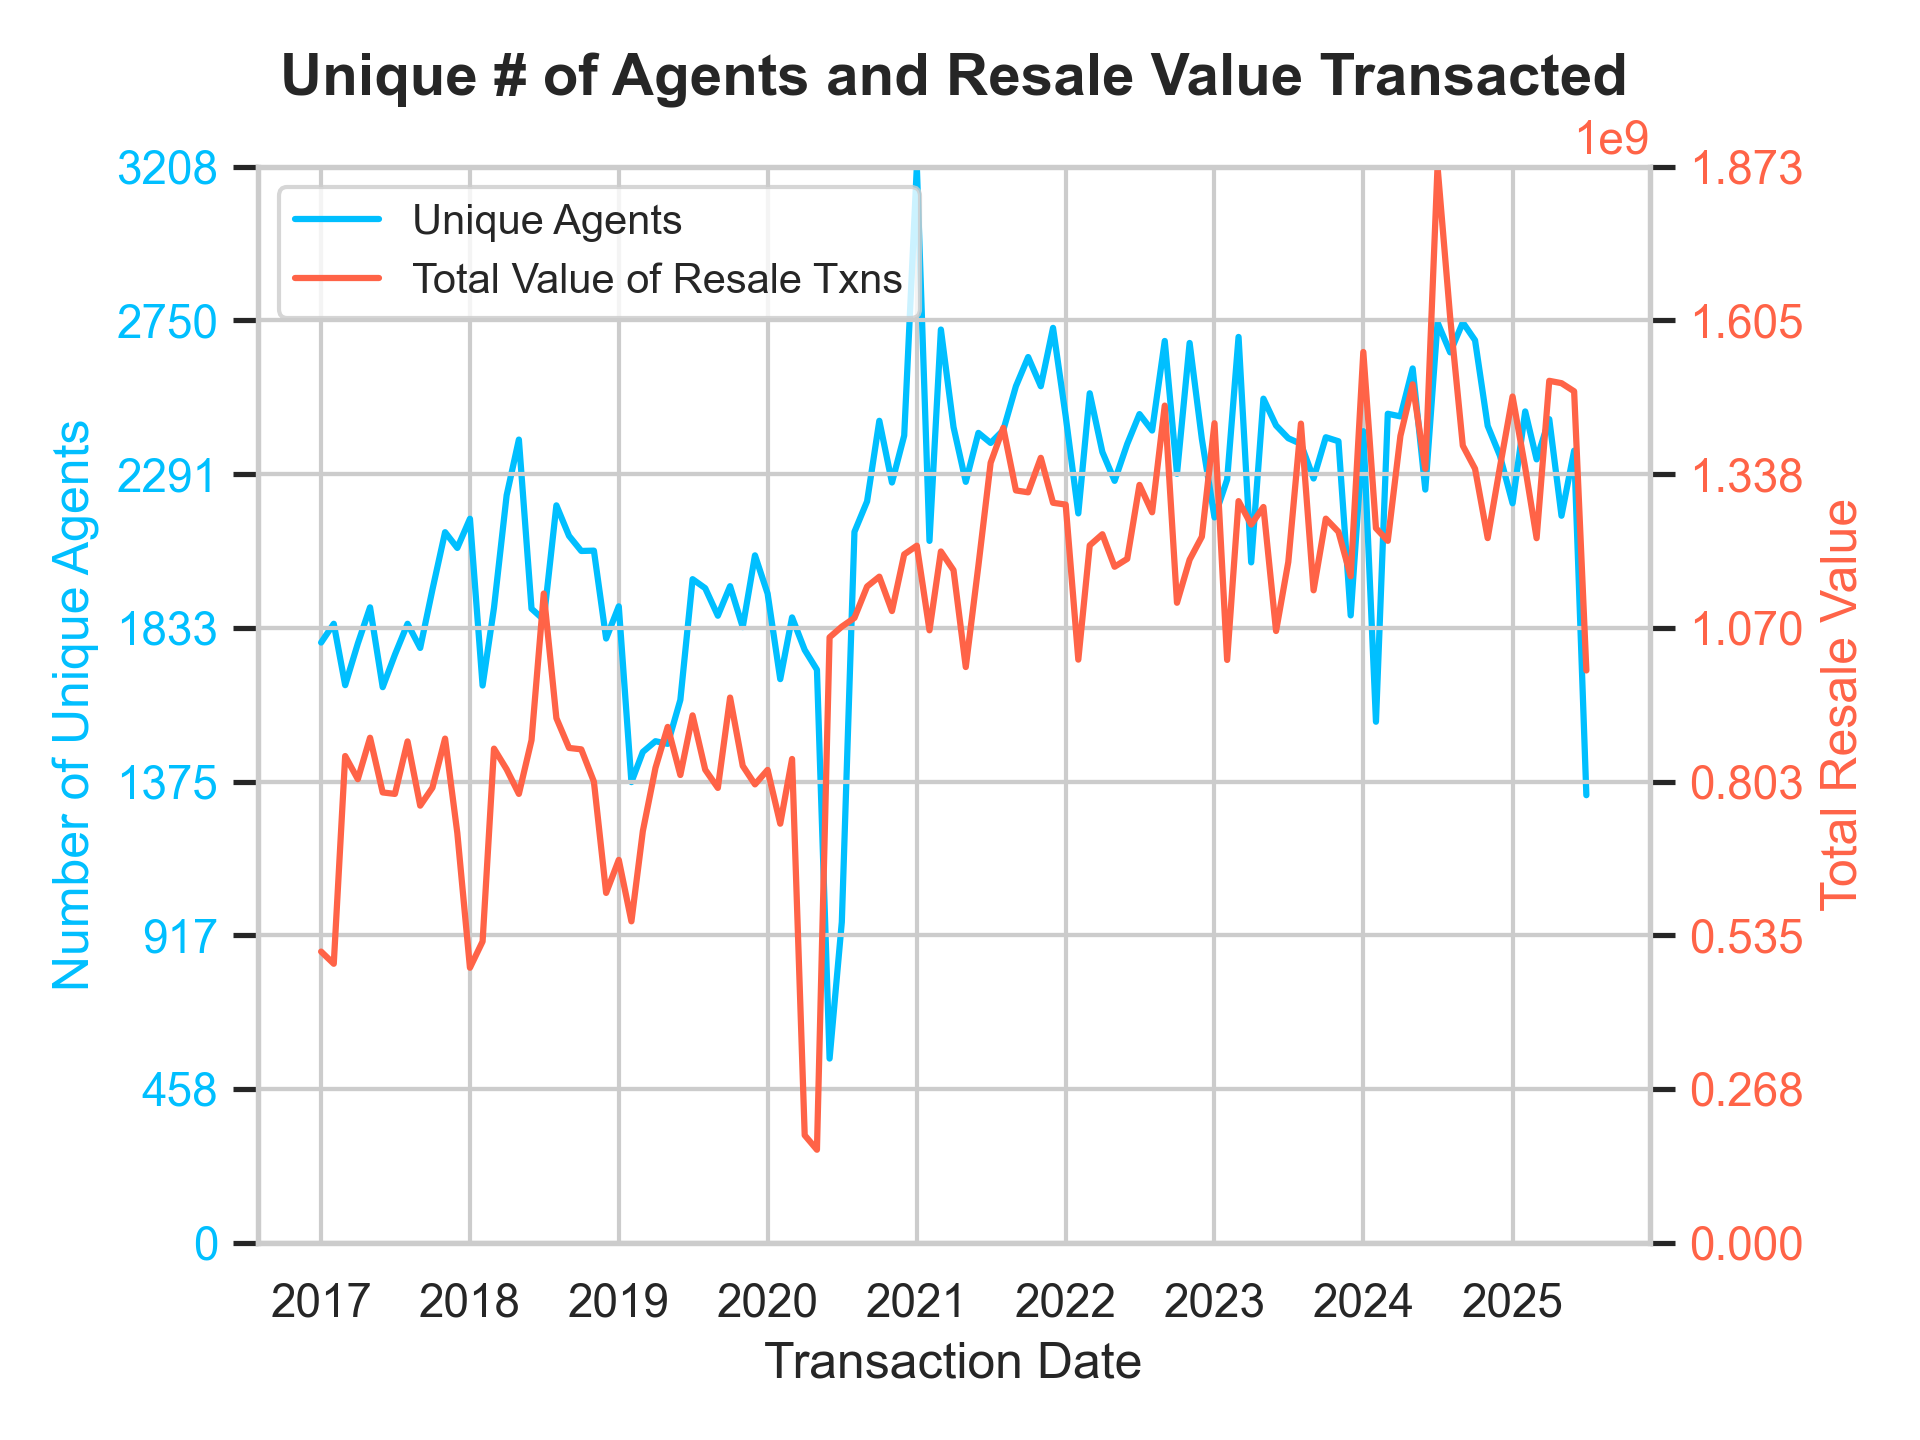 Unique # of Agents and Resale Value Transacted
1e9
3208
2750
2291
1833
1375
917
458
0
Number of Unique Agents
Unique Agents
Total Value of Resale Txns
1.873
1.605
1.338
1.070
0.803
0.535
0.268
0.000
Total Resale Value
2017 2018 2019 2020 2021 2022 2023 2024 2025
Transaction Date